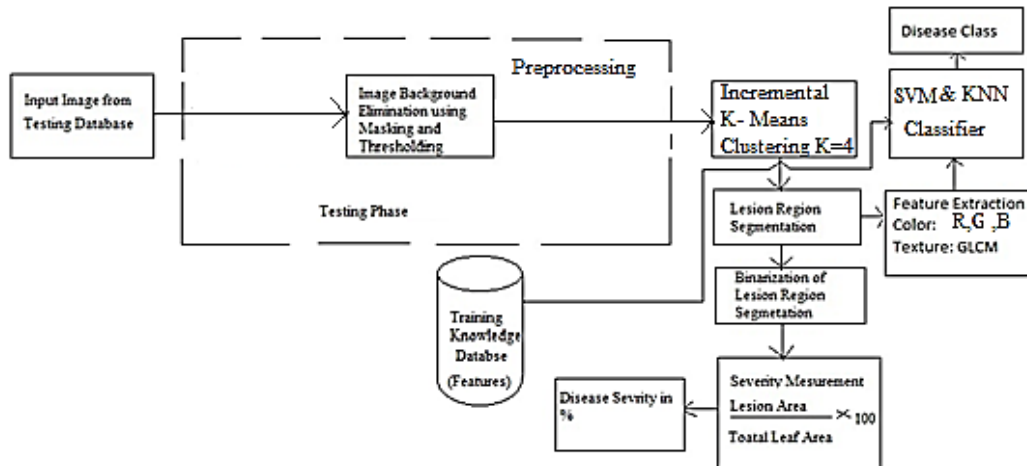 Disease Class
Preprocessing
Input Image from
Testing Database
Image Background
Elimination using
Masking and
Thresholding
Incremental
K- Means
Clustering K=4
SVM & KNN
Classifier
Testing Phase
Lesion Region
Segmentation
Feature Extraction
Color: R,G ,B
Texture: GLCM
Binarization of
Lesion Region
Segmetation
Training
Knowledge
Databse
(Features)
Disease Sevrity in
%
Severity Mesurement
Lesion Area
× 100
Toatal Leaf Area